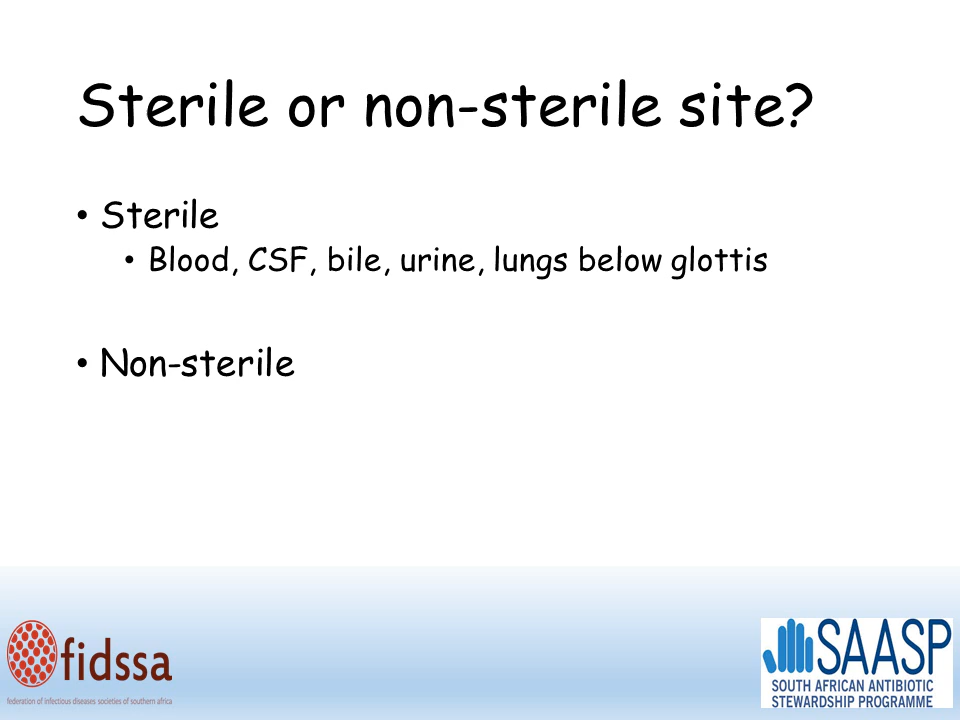 Sterile or non-sterile site?
• Sterile
• Blood, CSF, bile, urine, lungs below glottis
• Non-sterile
fidssa
federation of infectious diseases societies of southern africa
SAASP
SOUTH AFRICAN ANTIBIOTIC
STEWARDSHIP PROGRAMME